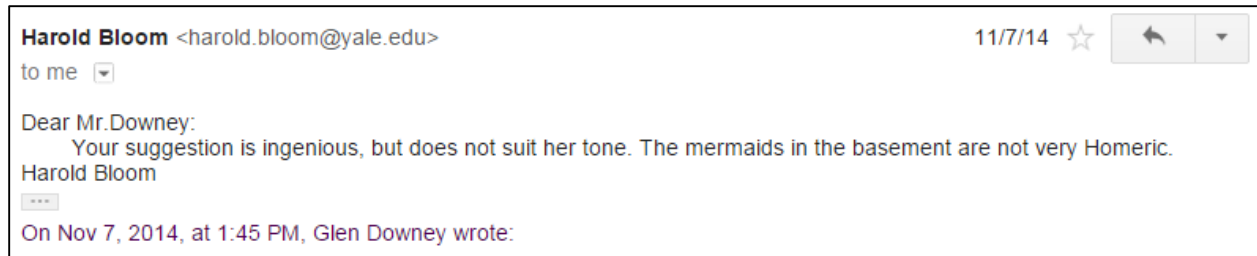 Harold Bloom <harold.bloom@yale.edu> 11/7/14
to me
Dear Mr.Downey:
Your suggestion is ingenious, but does not suit her tone. The mermaids in the basement are not very Homeric.
Harold Bloom
...
On Nov 7, 2014, at 1:45 PM, Glen Downey wrote: